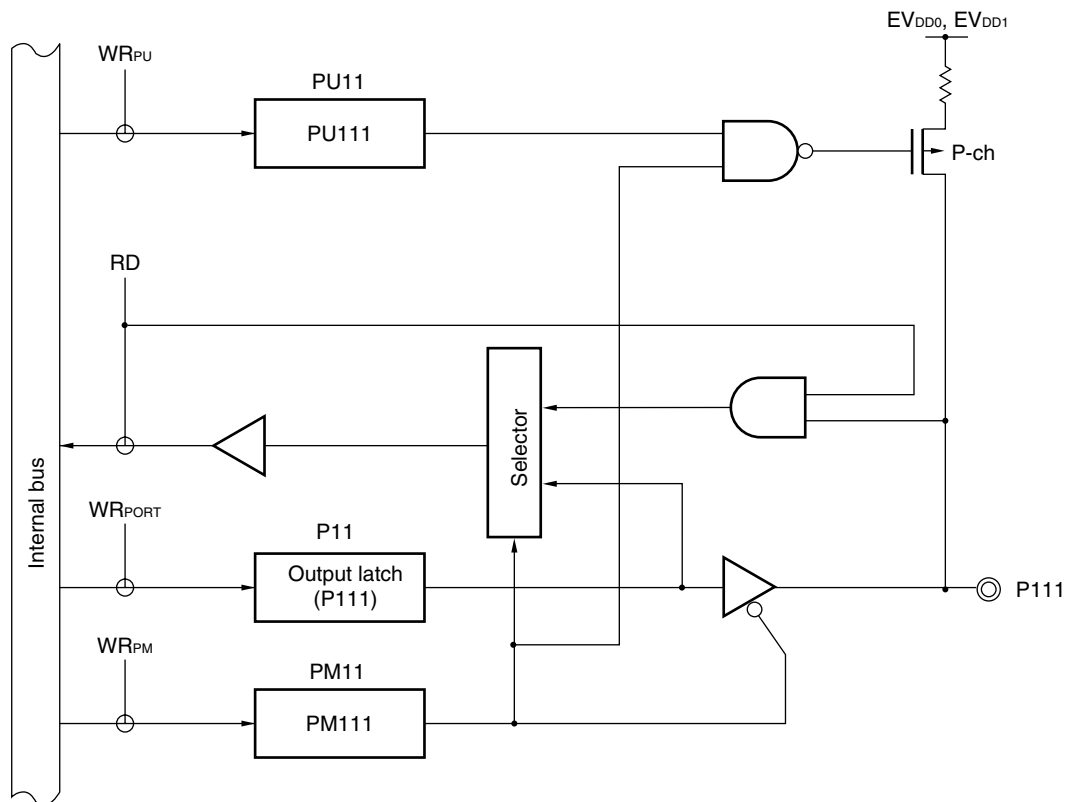 EVDD0, EVDD1
WRPU
PU11
PU111
P-ch
RD
Selector
Internal bus
WRPORT
P11
Output latch
(P111)
P111
WRPM
PM11
PM111